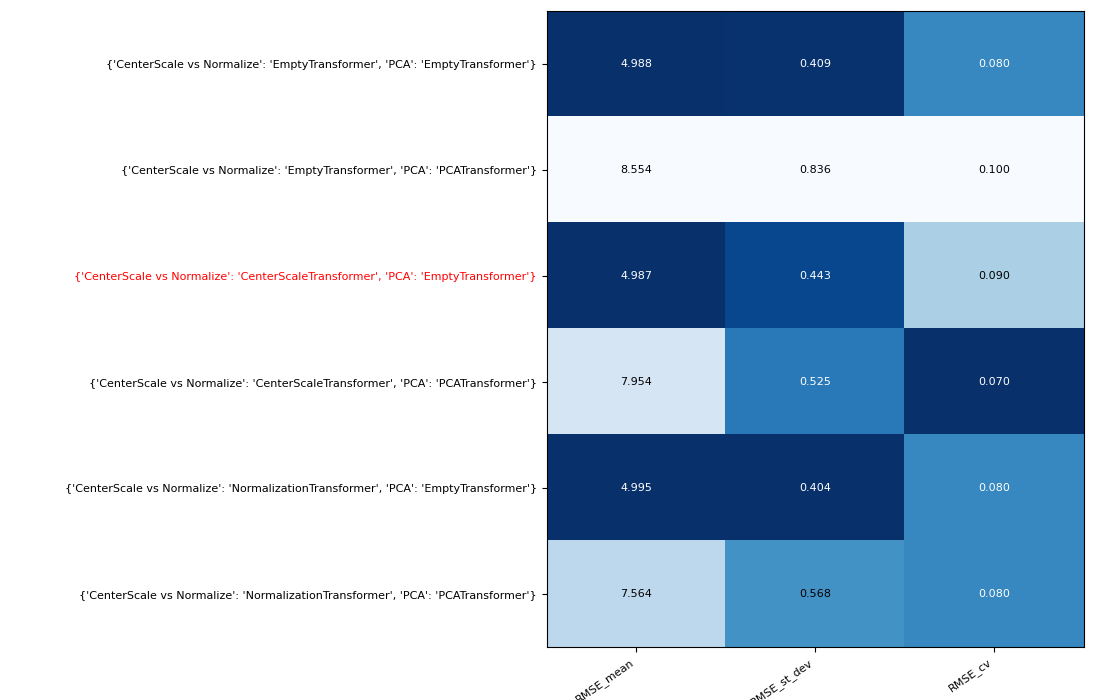 {'CenterScale vs Normalize': 'EmptyTransformer', 'PCA': 'EmptyTransformer'} 4.988 0.409 0.080
{'CenterScale vs Normalize': 'EmptyTransformer', 'PCA': 'PCATransformer'} 8.554 0.836 0.100
{'CenterScale vs Normalize': 'CenterScaleTransformer', 'PCA': 'EmptyTransformer'} 4.987 0.443 0.090
{'CenterScale vs Normalize': 'CenterScaleTransformer', 'PCA': 'PCATransformer'} 7.954 0.525 0.070
{'CenterScale vs Normalize': 'NormalizationTransformer', 'PCA': 'EmptyTransformer'} 4.995 0.404 0.080
{'CenterScale vs Normalize': 'NormalizationTransformer', 'PCA': 'PCATransformer'} 7.564 0.568 0.080
RMSE_mean RMSE_st_dev RMSE_cv